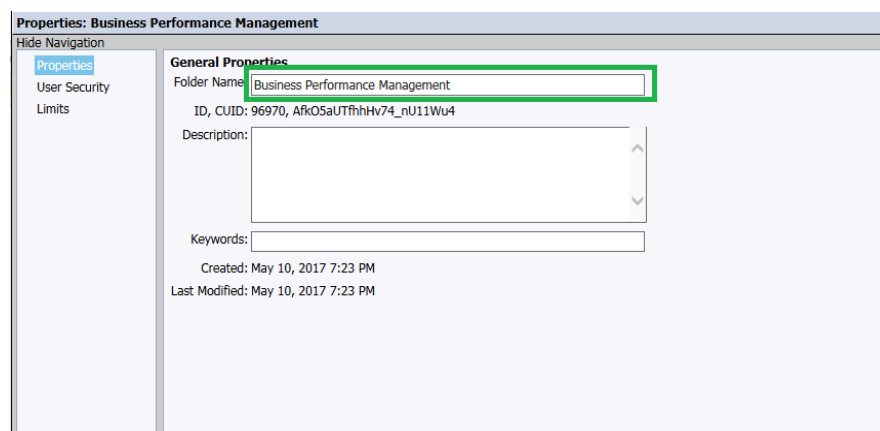 Properties: Business Performance Management
Hide Navigation
Properties
User Security
Limits
General Properties
Folder Name: Business Performance Management
ID, CUID: 96970, AfkO5aUTfhhHv74_nU11Wu4
Description:
Keywords:
Created: May 10, 2017 7:23 PM
Last Modified: May 10, 2017 7:23 PM